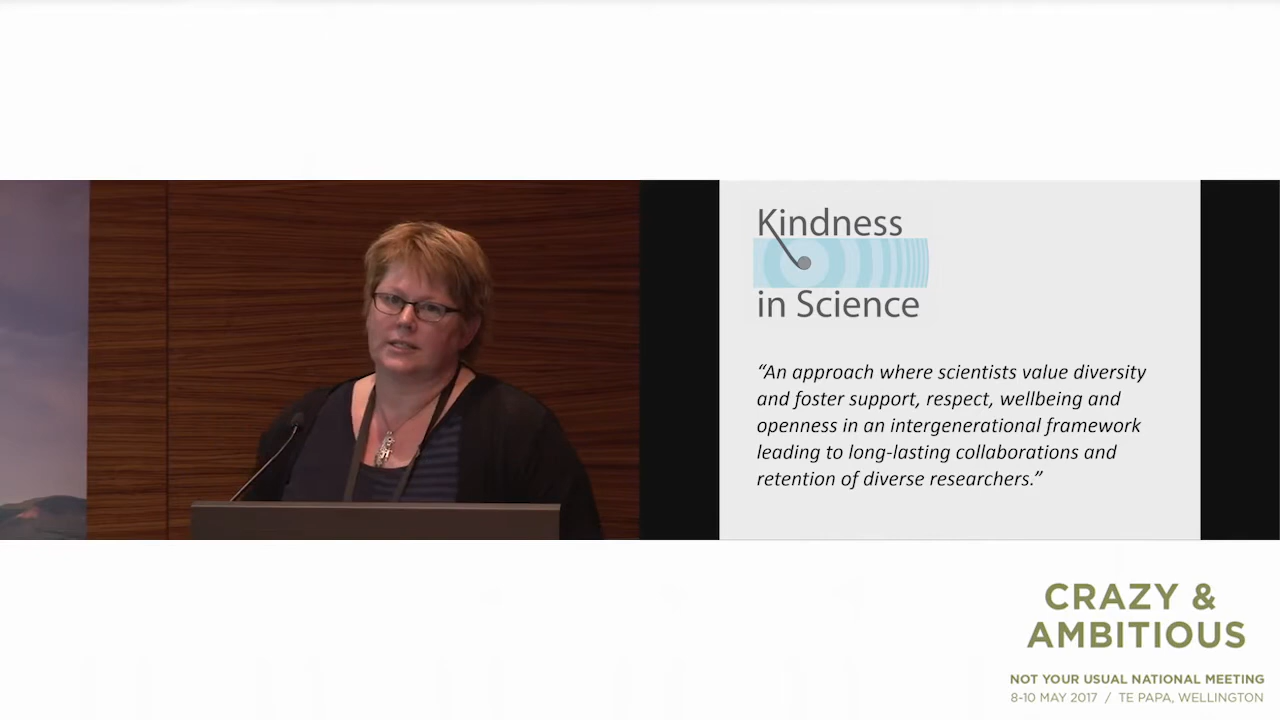 Kindness
in Science
“An approach where scientists value diversity
and foster support, respect, wellbeing and
openness in an intergenerational framework
leading to long-lasting collaborations and
retention of diverse researchers.”
CRAZY &
AMBITIOUS
NOT YOUR USUAL NATIONAL MEETING
8-10 MAY 2017 / TE PAPA, WELLINGTON